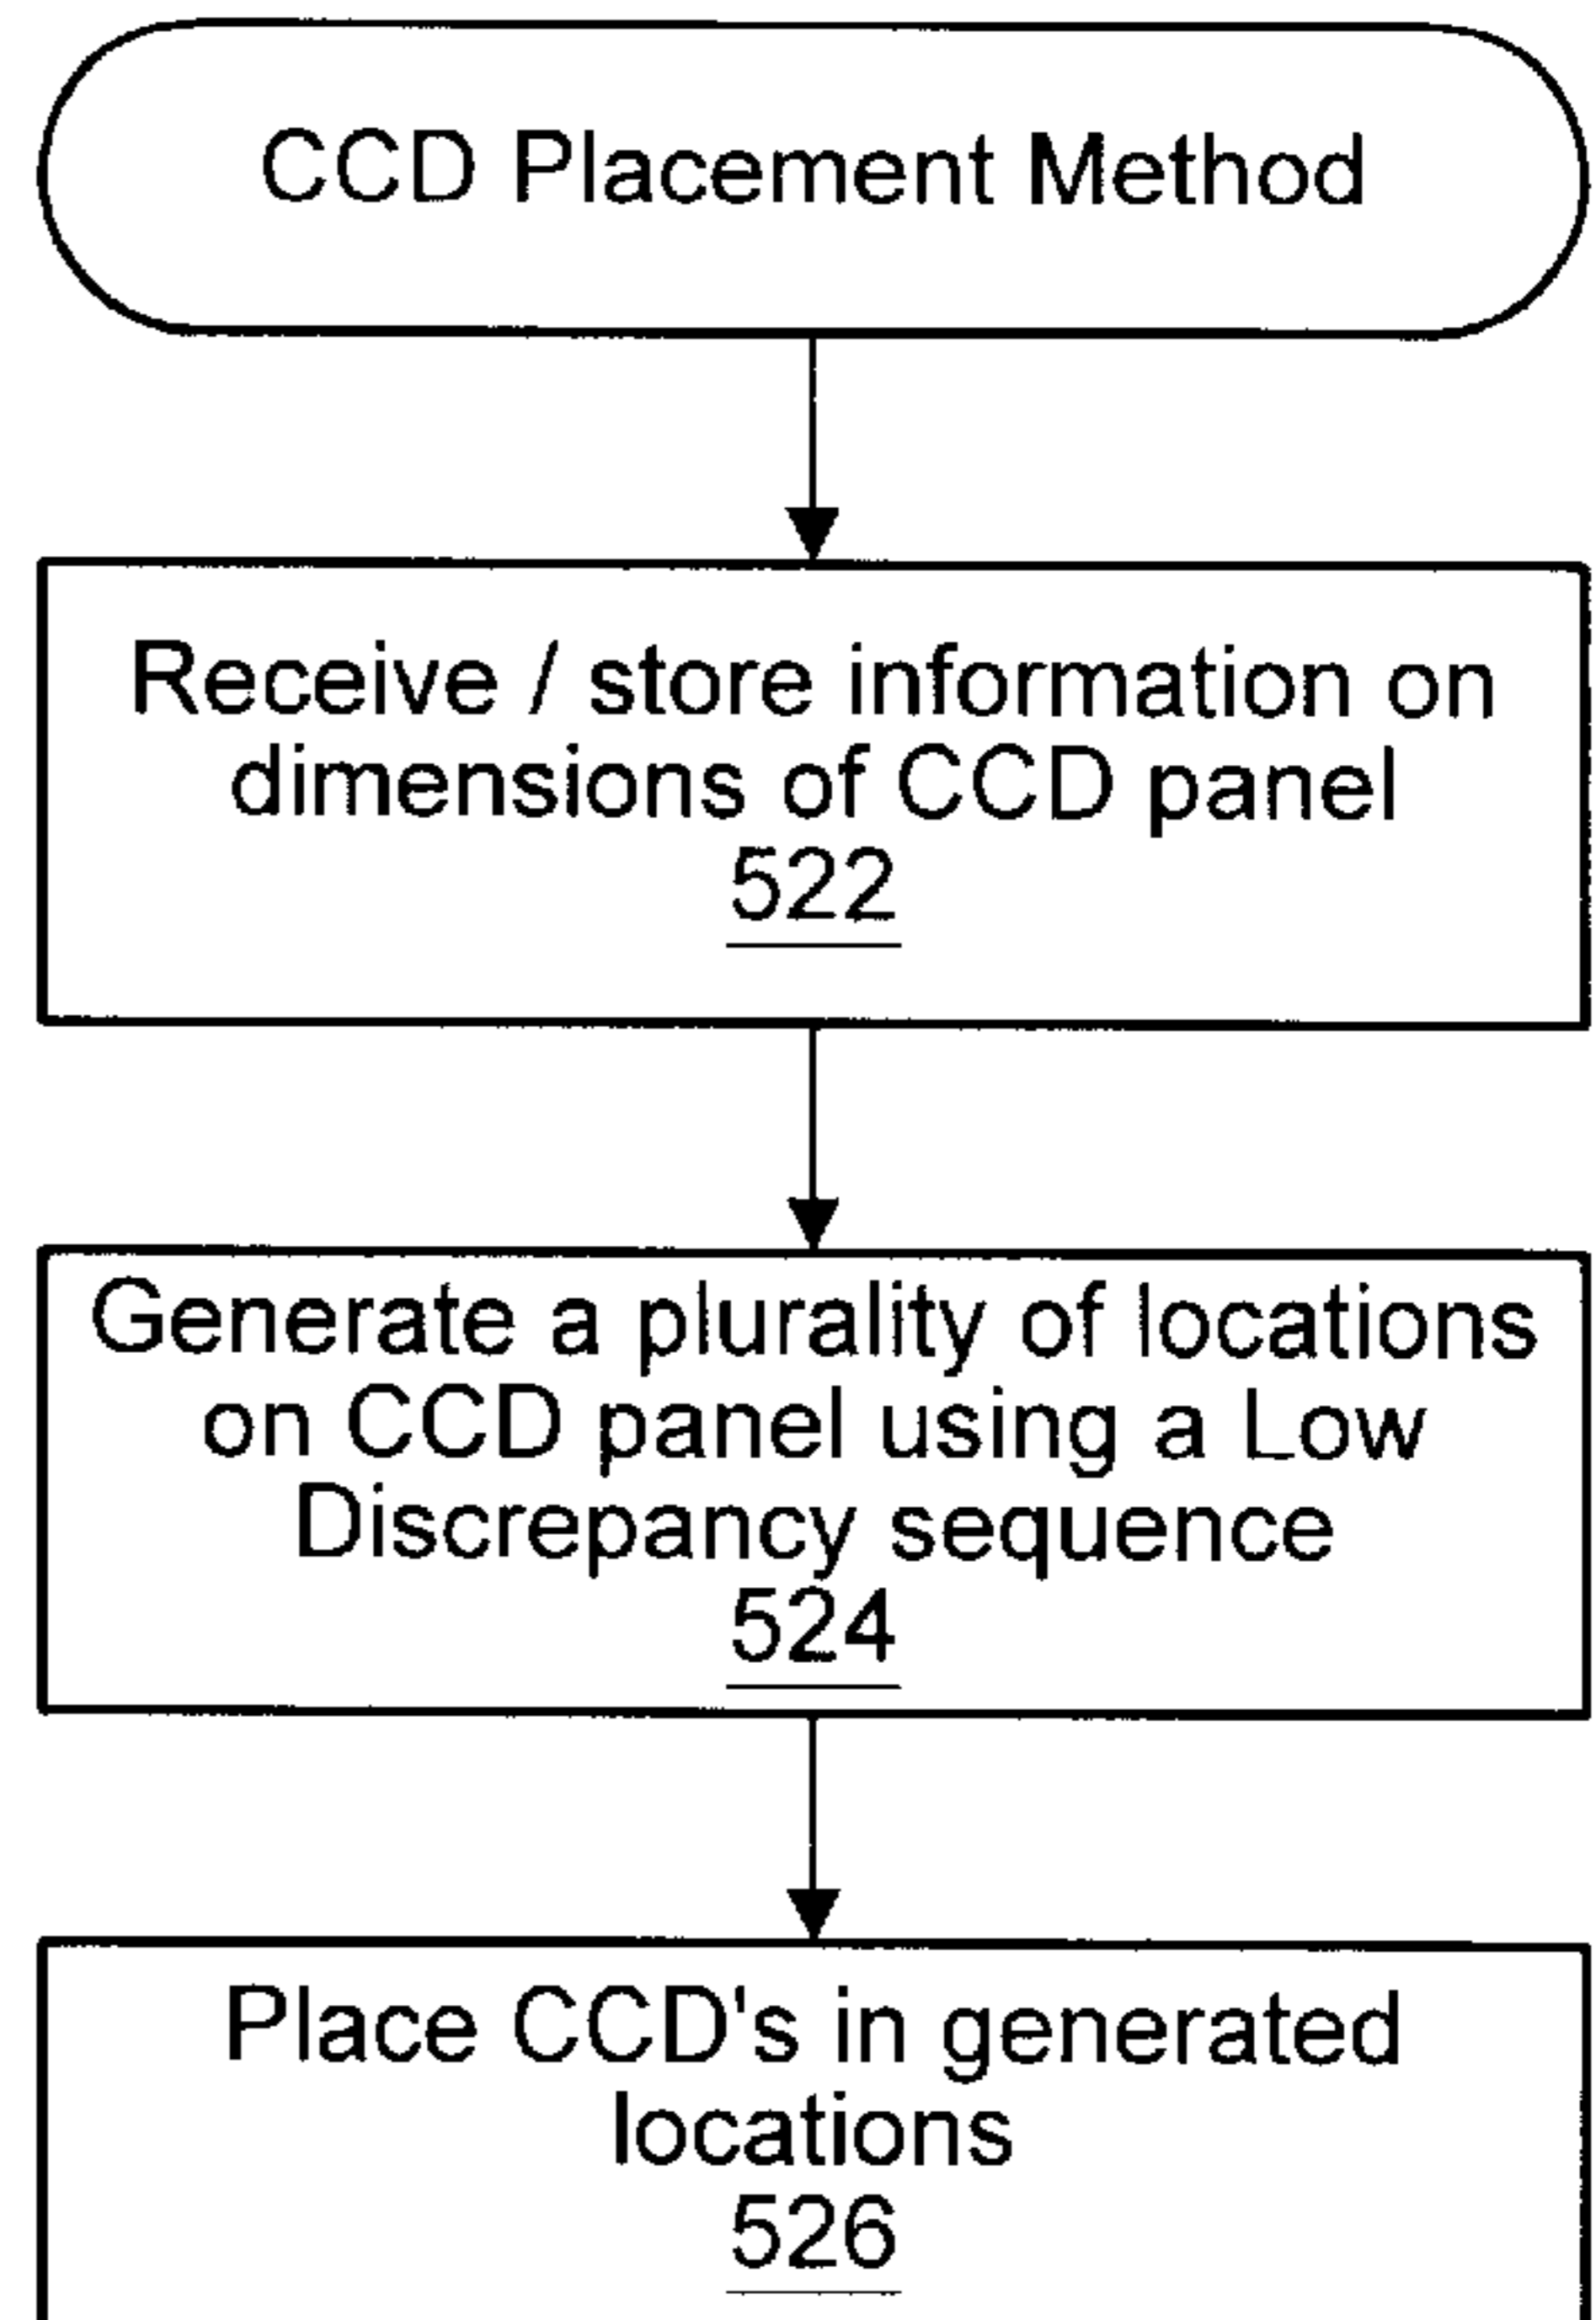 CCD Placement Method
Receive / store information on
dimensions of CCD panel
522
Generate a plurality of locations
on CCD panel using a Low
Discrepancy sequence
524
Place CCD's in generated
locations
526